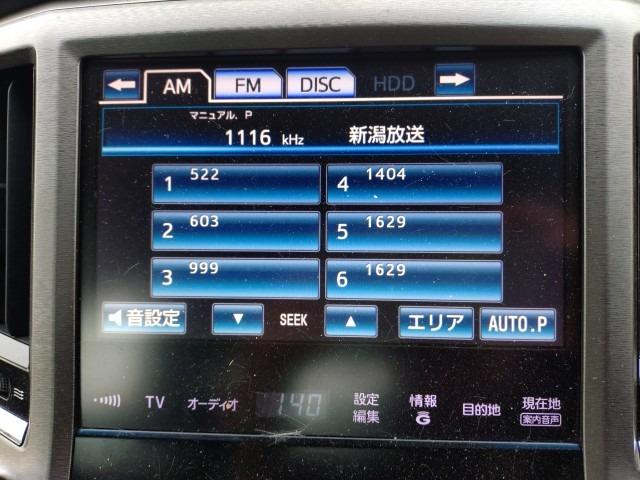 AM FM DISC HDD
マニュアル. P
1116 kHz 新潟放送
1 522 4 1404
2 603 5 1629
3 999 6 1629
音設定 ▼ SEEK ▲ エリア AUTO.P
TV オーディオ 1:40 設定 編集 情報 G 目的地 現在地 案内音声